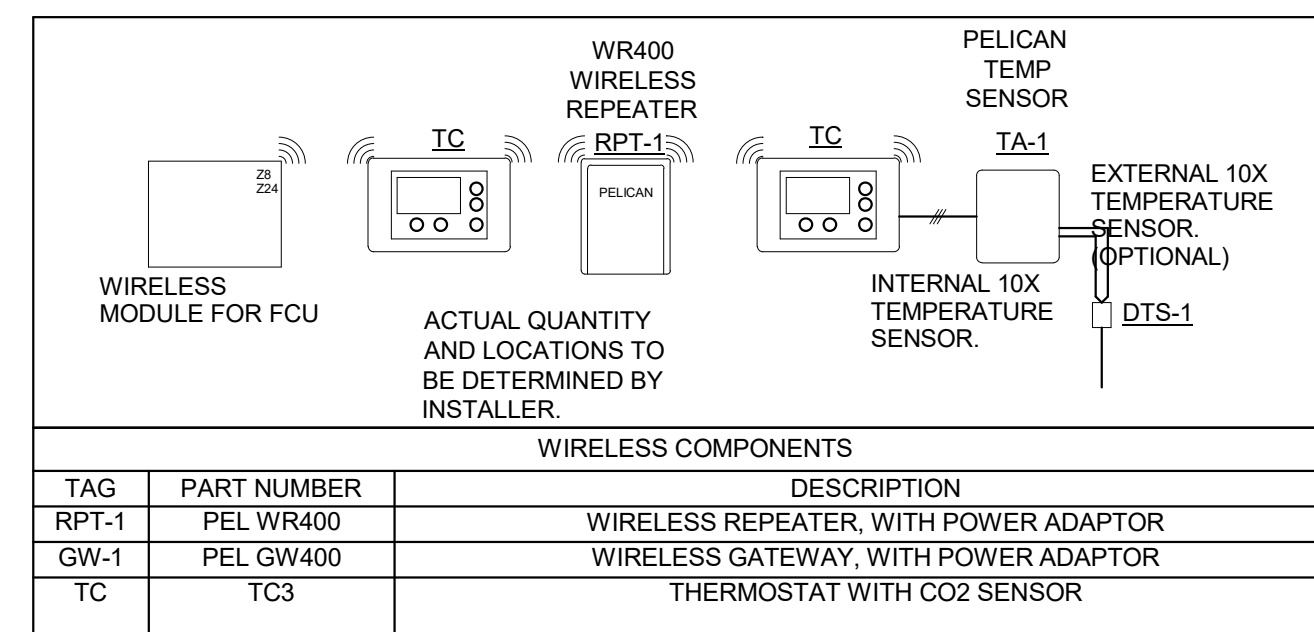 WR400
WIRELESS
REPEATER
RPT-1
PELICAN
TEMP
SENSOR
TA-1
TC
TC
Z8
Z24
PELICAN
WIRELESS
MODULE FOR FCU
ACTUAL QUANTITY
AND LOCATIONS TO
BE DETERMINED BY
INSTALLER.
INTERNAL 10X
TEMPERATURE
SENSOR.
EXTERNAL 10X
TEMPERATURE
SENSOR.
(OPTIONAL)
DTS-1
WIRELESS COMPONENTS
TAG PART NUMBER DESCRIPTION
RPT-1 PEL WR400 WIRELESS REPEATER, WITH POWER ADAPTOR
GW-1 PEL GW400 WIRELESS GATEWAY, WITH POWER ADAPTOR
TC TC3 THERMOSTAT WITH CO2 SENSOR